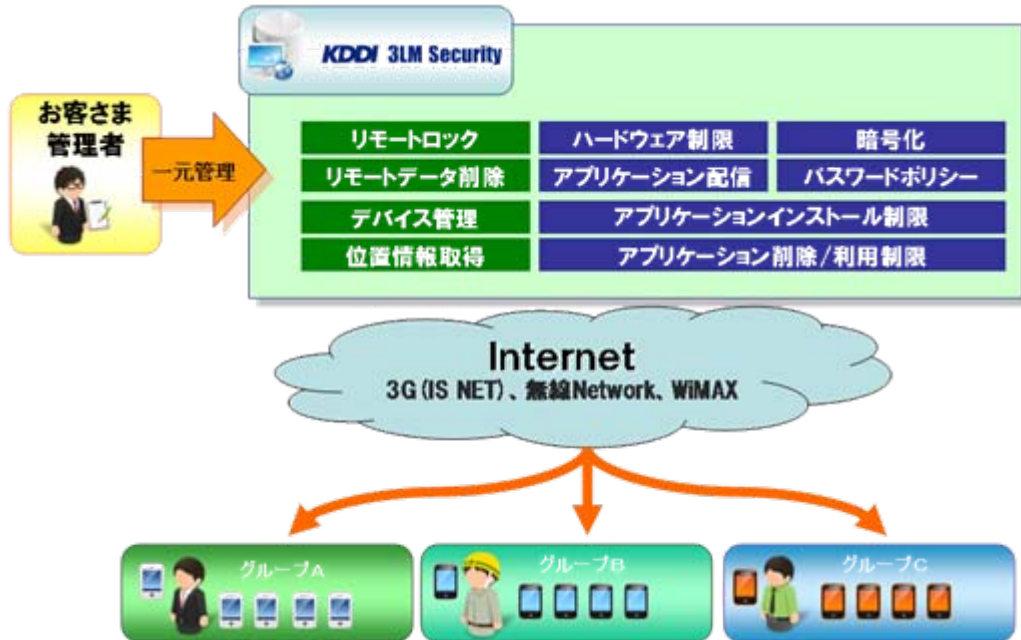 KDDI 3LM Security
お客さま
管理者
一元管理
リモートロック
ハードウェア制限
暗号化
リモートデータ削除
アプリケーション配信
パスワードポリシー
デバイス管理
アプリケーションインストール制限
位置情報取得
アプリケーション削除/利用制限
Internet
3G(IS NET)、無線Network、WiMAX
グループA
グループB
グループC